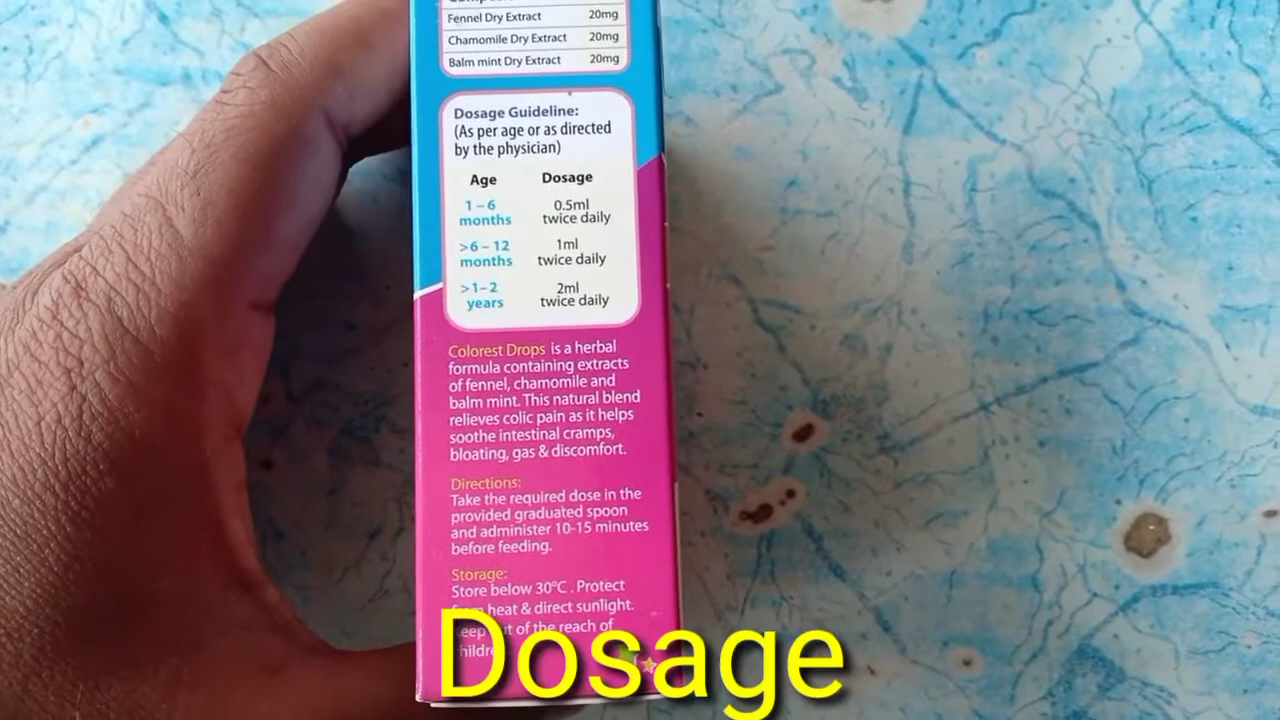 Fennel Dry Extract 20mg
Chamomile Dry Extract 20mg
Balm mint Dry Extract 20mg
Dosage Guideline:
(As per age or as directed
by the physician)
Age Dosage
1 – 6 months 0.5ml twice daily
>6 – 12 months 1ml twice daily
>1– 2 years 2ml twice daily
Colorest Drops is a herbal
formula containing extracts
of fennel, chamomile and
balm mint. This natural blend
relieves colic pain as it helps
soothe intestinal cramps,
bloating, gas & discomfort.
Directions:
Take the required dose in the
provided graduated spoon
and administer 10-15 minutes
before feeding.
Storage:
Store below 30°C . Protect
from heat & direct sunlight.
of the reach of
Dosage